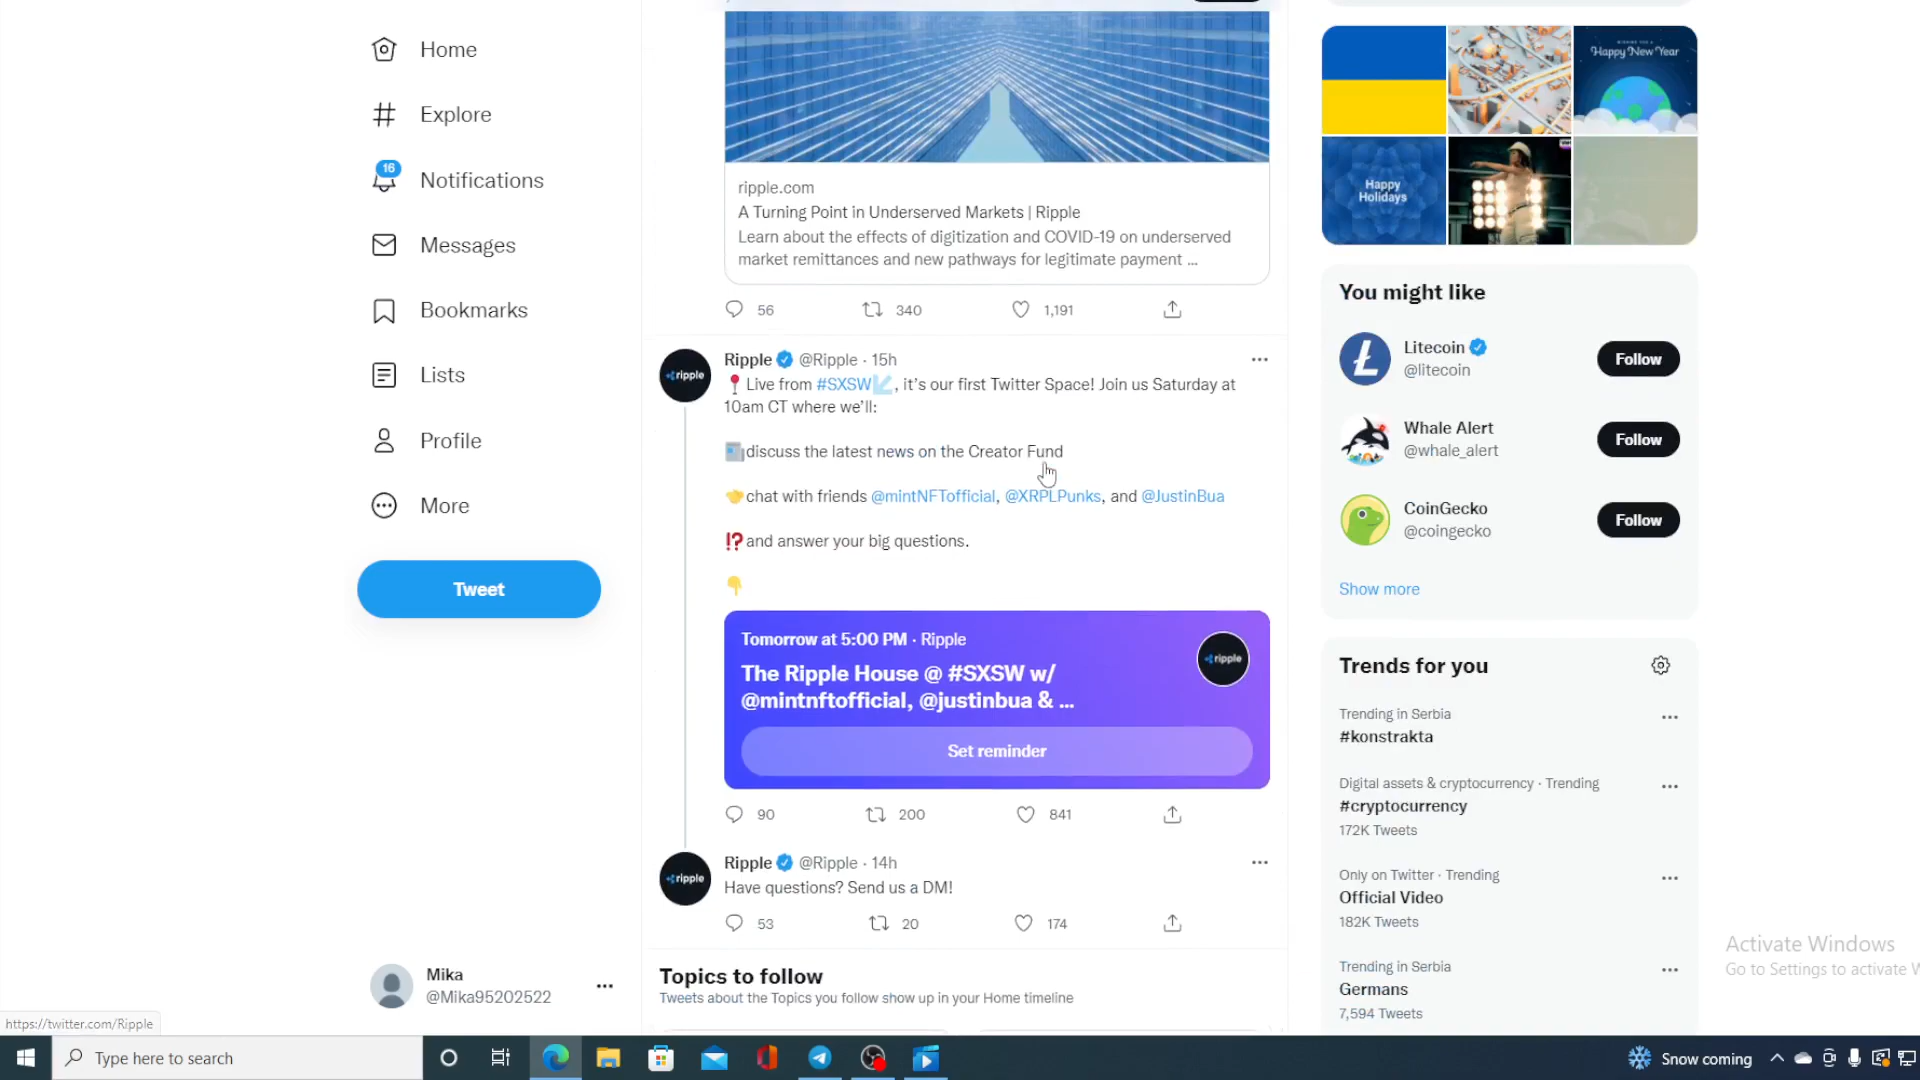 Home
Explore
16
Notifications
Messages
Bookmarks
Lists
Profile
More
Tweet
Mika
@Mika95202522
https://twitter.com/Ripple
ripple.com
A Turning Point in Underserved Markets | Ripple
Learn about the effects of digitization and COVID-19 on underserved
market remittances and new pathways for legitimate payment ...
56 340 1,191
ripple
Ripple @Ripple · 15h
Live from #SXSW, it's our first Twitter Space! Join us Saturday at
10am CT where we'll:
discuss the latest news on the Creator Fund
chat with friends @mintNFTofficial, @XRPLPunks, and @JustinBua
⁉️and answer your big questions.
Tomorrow at 5:00 PM · Ripple
ripple
The Ripple House @ #SXSW w/
@mintnftofficial, @justinbua & ...
Set reminder
90 200 841
ripple
Ripple @Ripple · 14h
Have questions? Send us a DM!
53 20 174
Topics to follow
Tweets about the Topics you follow show up in your Home timeline
Happy New Year
Happy
Holidays
You might like
Litecoin
@litecoin
Follow
Whale Alert
@whale_alert
Follow
CoinGecko
@coingecko
Follow
Show more
Trends for you
Trending in Serbia
#konstrakta
Digital assets & cryptocurrency · Trending
#cryptocurrency
172K Tweets
Only on Twitter · Trending
Official Video
182K Tweets
Trending in Serbia
Germans
7,594 Tweets
Activate Windows
Go to Settings to activate W
Type here to search
Snow coming